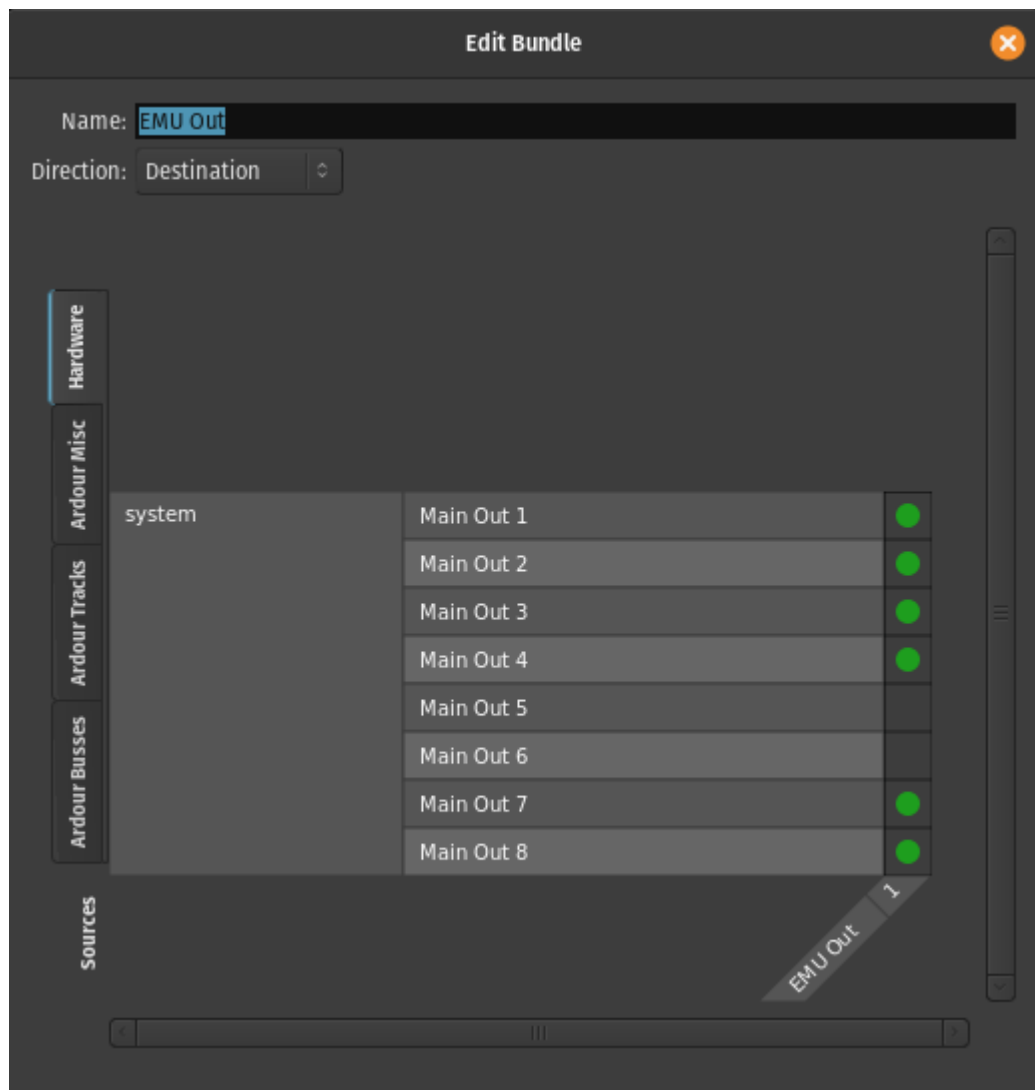 Edit Bundle
Name: EMU Out
Direction: Destination
Hardware
Ardour Misc
Ardour Tracks
Ardour Busses
Sources
system
Main Out 1
Main Out 2
Main Out 3
Main Out 4
Main Out 5
Main Out 6
Main Out 7
Main Out 8
EMU Out 1